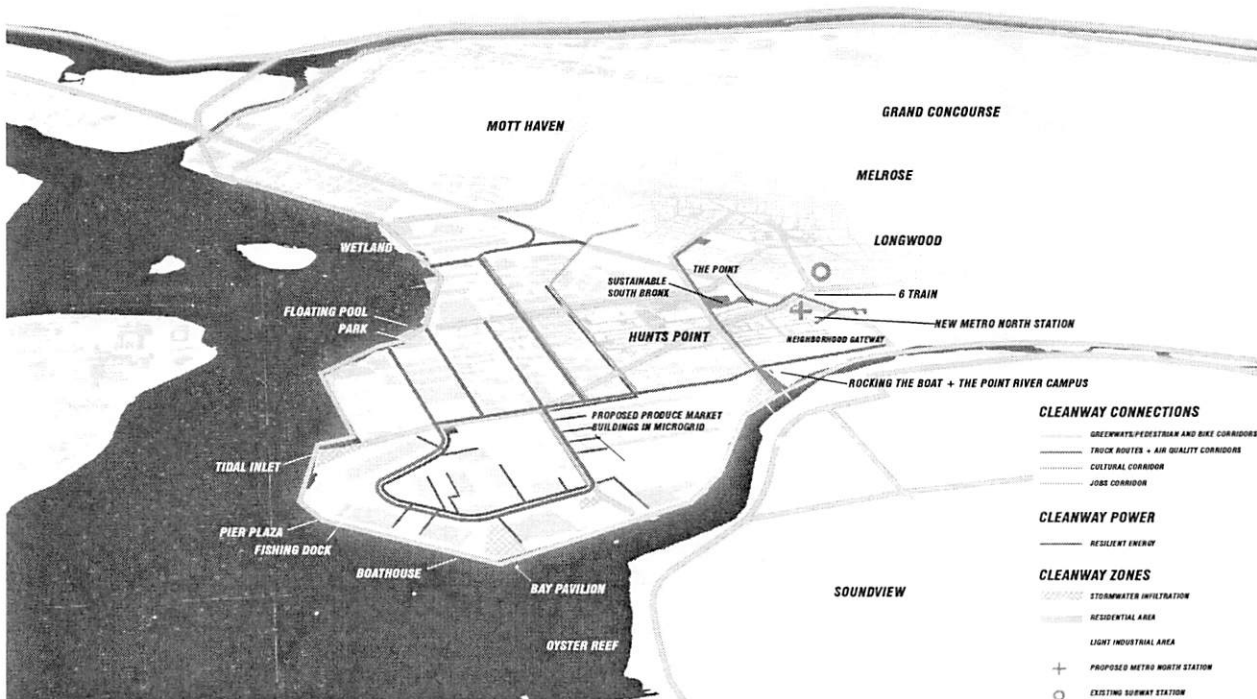 MOTT HAVEN
GRAND CONCOURSE
MELROSE
LONGWOOD
WETLAND
THE POINT
SUSTAINABLE
SOUTH BRONX
6 TRAIN
FLOATING POOL
PARK
NEW METRO NORTH STATION
HUNTS POINT
NEIGHBORHOOD GATEWAY
ROCKING THE BOAT + THE POINT RIVER CAMPUS
PROPOSED PRODUCE MARKET
BUILDINGS IN MICROGRID
TIDAL INLET
PIER PLAZA
FISHING DOCK
BOATHOUSE
BAY PAVILION
OYSTER REEF
SOUNDVIEW
CLEANWAY CONNECTIONS
GREENWAYS/PEDESTRIAN AND BIKE CORRIDORS
TRUCK ROUTES + AIR QUALITY CORRIDORS
CULTURAL CORRIDOR
JOBS CORRIDOR
CLEANWAY POWER
RESILIENT ENERGY
CLEANWAY ZONES
STORMWATER INFILTRATION
RESIDENTIAL AREA
LIGHT INDUSTRIAL AREA
PROPOSED METRO NORTH STATION
EXISTING SUBWAY STATION